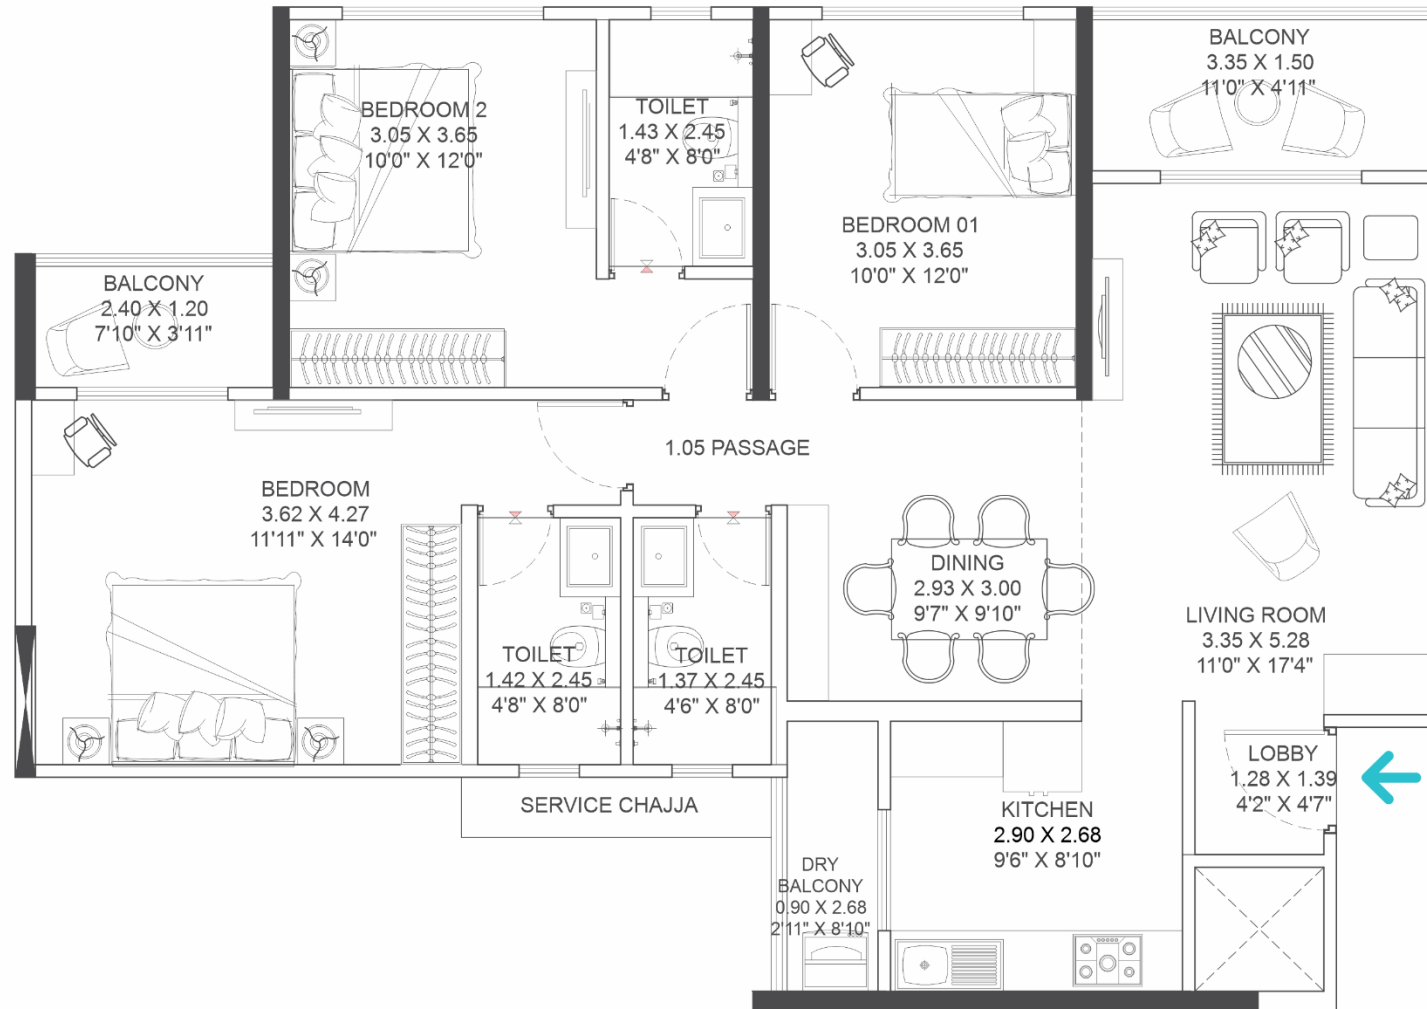 BALCONY
3.35 X 1.50
11'0" X 4'11"
BEDROOM 2
3.05 X 3.65
10'0" X 12'0"
TOILET
1.43 X 2.45
4'8" X 8'0"
BEDROOM 01
3.05 X 3.65
10'0" X 12'0"
BALCONY
2.40 X 1.20
7'10" X 3'11"
1.05 PASSAGE
BEDROOM
3.62 X 4.27
11'11" X 14'0"
DINING
2.93 X 3.00
9'7" X 9'10"
LIVING ROOM
3.35 X 5.28
11'0" X 17'4"
TOILET
1.42 X 2.45
4'8" X 8'0"
TOILET
1.37 X 2.45
4'6" X 8'0"
LOBBY
1.28 X 1.39
4'2" X 4'7"
SERVICE CHAJJA
KITCHEN
2.90 X 2.68
9'6" X 8'10"
DRY
BALCONY
0.90 X 2.68
2'11" X 8'10"